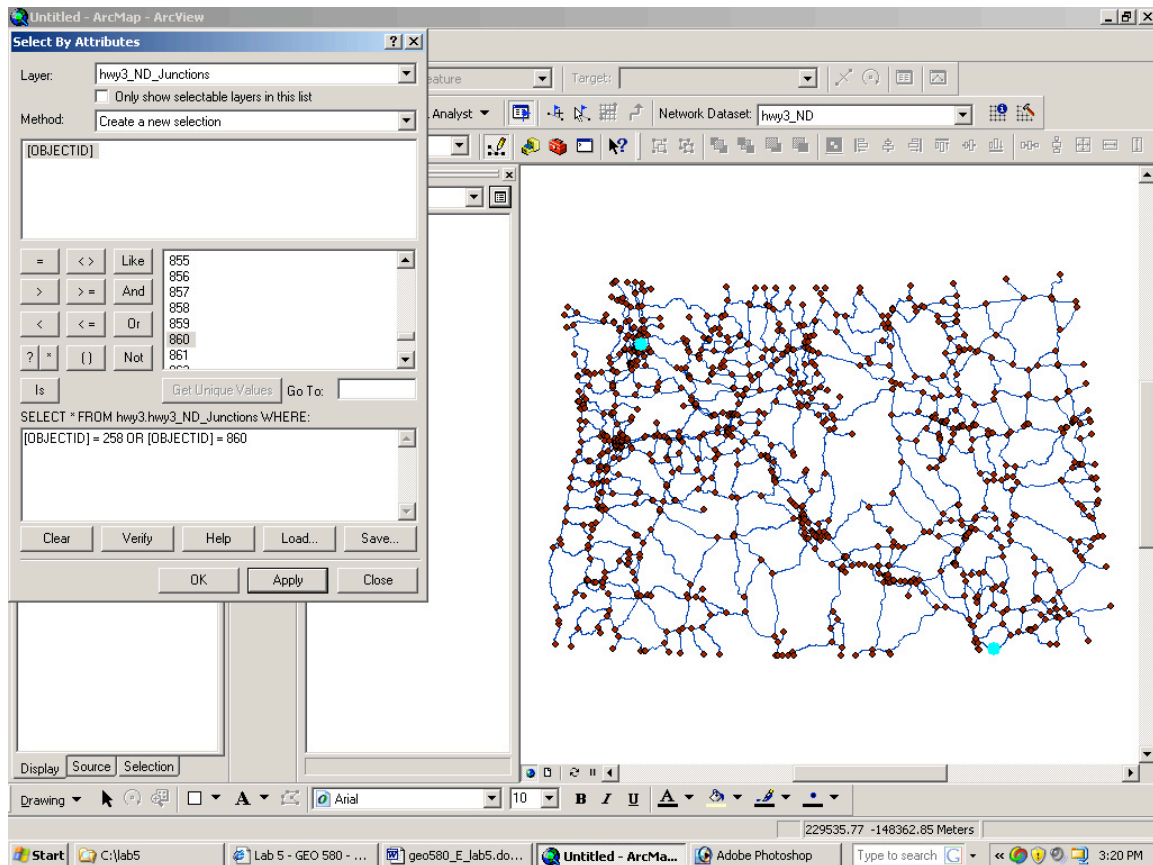 Untitled - ArcMap - ArcView
Select By Attributes
Layer: hwy3_ND_Junctions
Only show selectable layers in this list
Method: Create a new selection
[OBJECTID]
= < > Like
> > = And
< < = Or
? * ( ) Not
Is
855
856
857
858
859
860
861
Get Unique Values Go To:
SELECT * FROM hwy3.hwy3_ND_Junctions WHERE:
[OBJECTID] = 258 OR [OBJECTID] = 860
Clear Verify Help Load... Save...
OK Apply Close
eature Target:
Analyst Network Dataset: hwy3_ND
Display Source Selection
Drawing A Arial 10 B I U A
229535.77 -148362.85 Meters
Start C:\lab5 Lab 5 - GEO 580 - ... geo580_E_lab5.do... Untitled - ArcMa... Adobe Photoshop Type to search 3:20 PM